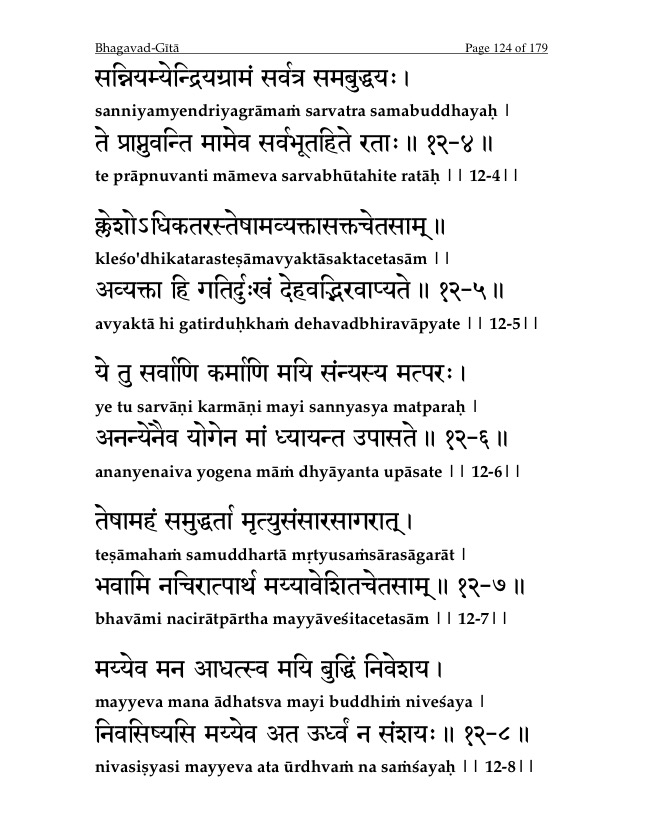 Bhagavad-Gītā Page 124 of 179
सन्नियम्येन्द्रियग्रामं सर्वत्र समबुद्धयः।
sanniyamyendriyagrāmaṁ sarvatra samabuddhayaḥ |
ते प्राप्नुवन्ति मामेव सर्वभूतहिते रताः॥ १२-४॥
te prāpnuvanti māmeva sarvabhūtahite ratāḥ || 12-4||
क्लेशोऽधिकतरस्तेषामव्यक्तासक्तचेतसाम्॥
kleśo'dhikatarasteṣāmavyaktāsaktacetasām ||
अव्यक्ता हि गतिर्दुःखं देहवद्भिरवाप्यते॥ १२-५॥
avyaktā hi gatirduḥkhaṁ dehavadbhiravāpyate || 12-5||
ये तु सर्वाणि कर्माणि मयि संन्यस्य मत्परः।
ye tu sarvāṇi karmāṇi mayi sannyasya matparaḥ |
अनन्येनैव योगेन मां ध्यायन्त उपासते॥ १२-६॥
ananyenaiva yogena māṁ dhyāyanta upāsate || 12-6||
तेषामहं समुद्धर्ता मृत्युसंसारसागरात्।
teṣāmahaṁ samuddhartā mṛtyusaṁsārasāgarāt |
भवामि नचिरात्पार्थ मय्यावेशितचेतसाम्॥ १२-७॥
bhavāmi nacirātpārtha mayyāveśitacetasām || 12-7||
मय्येव मन आधत्स्व मयि बुद्धिं निवेशय।
mayyeva mana ādhatsva mayi buddhiṁ niveśaya |
निवसिष्यसि मय्येव अत ऊर्ध्वं न संशयः॥ १२-८॥
nivasiṣyasi mayyeva ata ūrdhvaṁ na saṁśayaḥ || 12-8||